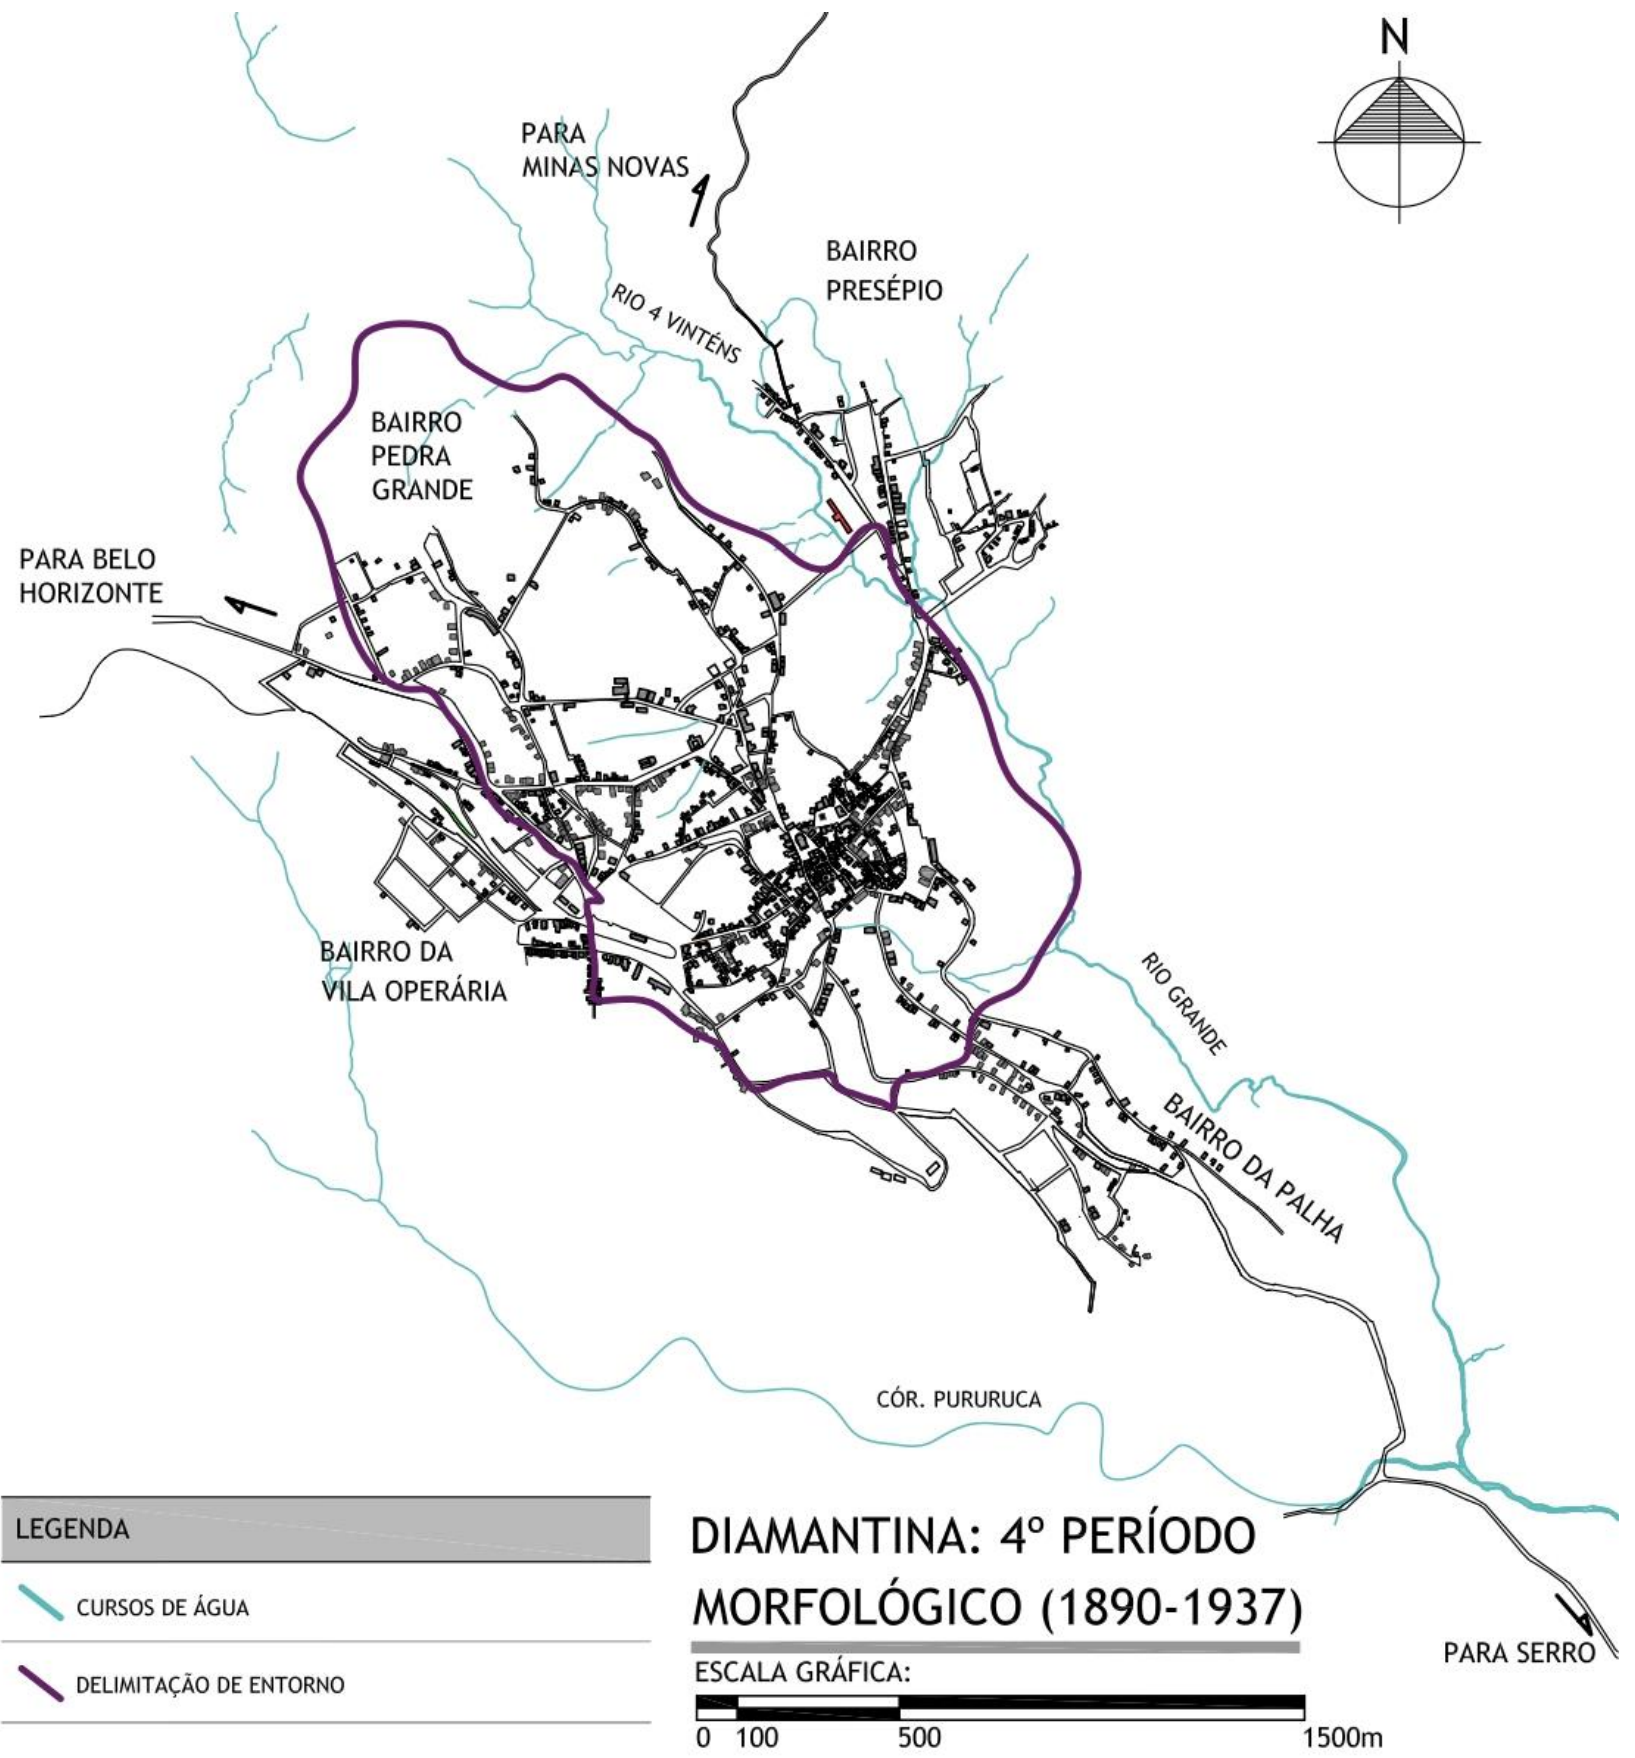 N
PARA
MINAS NOVAS
BAIRRO
PRESÉPIO
RIO 4 VINTÉNS
BAIRRO
PEDRA
GRANDE
PARA BELO
HORIZONTE
BAIRRO DA
VILA OPERÁRIA
RIO GRANDE
BAIRRO DA PALHA
CÓR. PURURUCA
LEGENDA
CURSOS DE ÁGUA
DELIMITAÇÃO DE ENTORNO
DIAMANTINA: 4º PERÍODO
MORFOLÓGICO (1890-1937)
ESCALA GRÁFICA:
0 100 500 1500m
PARA SERRO